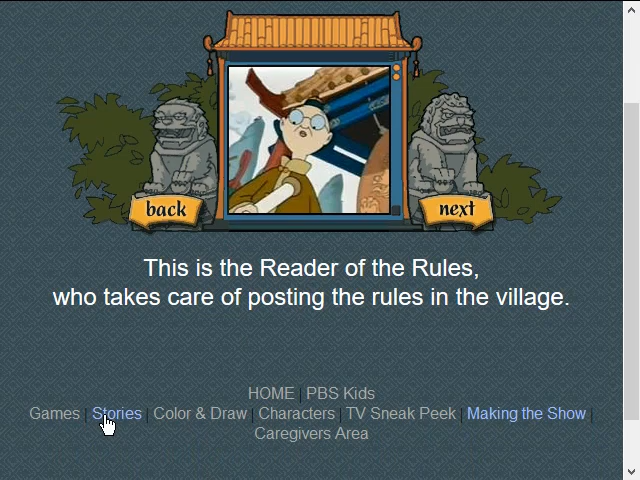 back
next
This is the Reader of the Rules,
who takes care of posting the rules in the village.
HOME | PBS Kids
Games | Stories | Color & Draw | Characters | TV Sneak Peek | Making the Show |
Caregivers Area